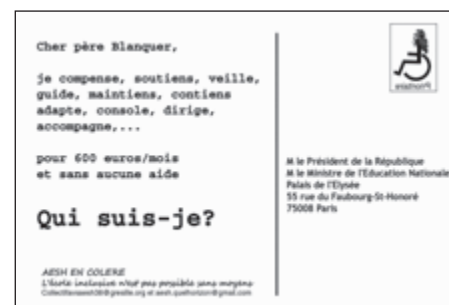 Cher père Blanquer,
je compense, soutiens, veille,
guide, maintiens, contiens
adapte, console, dirige,
accompagne,...
pour 600 euros/mois
et sans aucune aide
Qui suis-je?
AESH EN COLERE
L'école inclusive n'est pas possible sans moyens
M le Président de la République
M le Ministre de l'Éducation Nationale
Palais de l'Elysée
55 rue du Faubourg-St-Honoré
75008 Paris